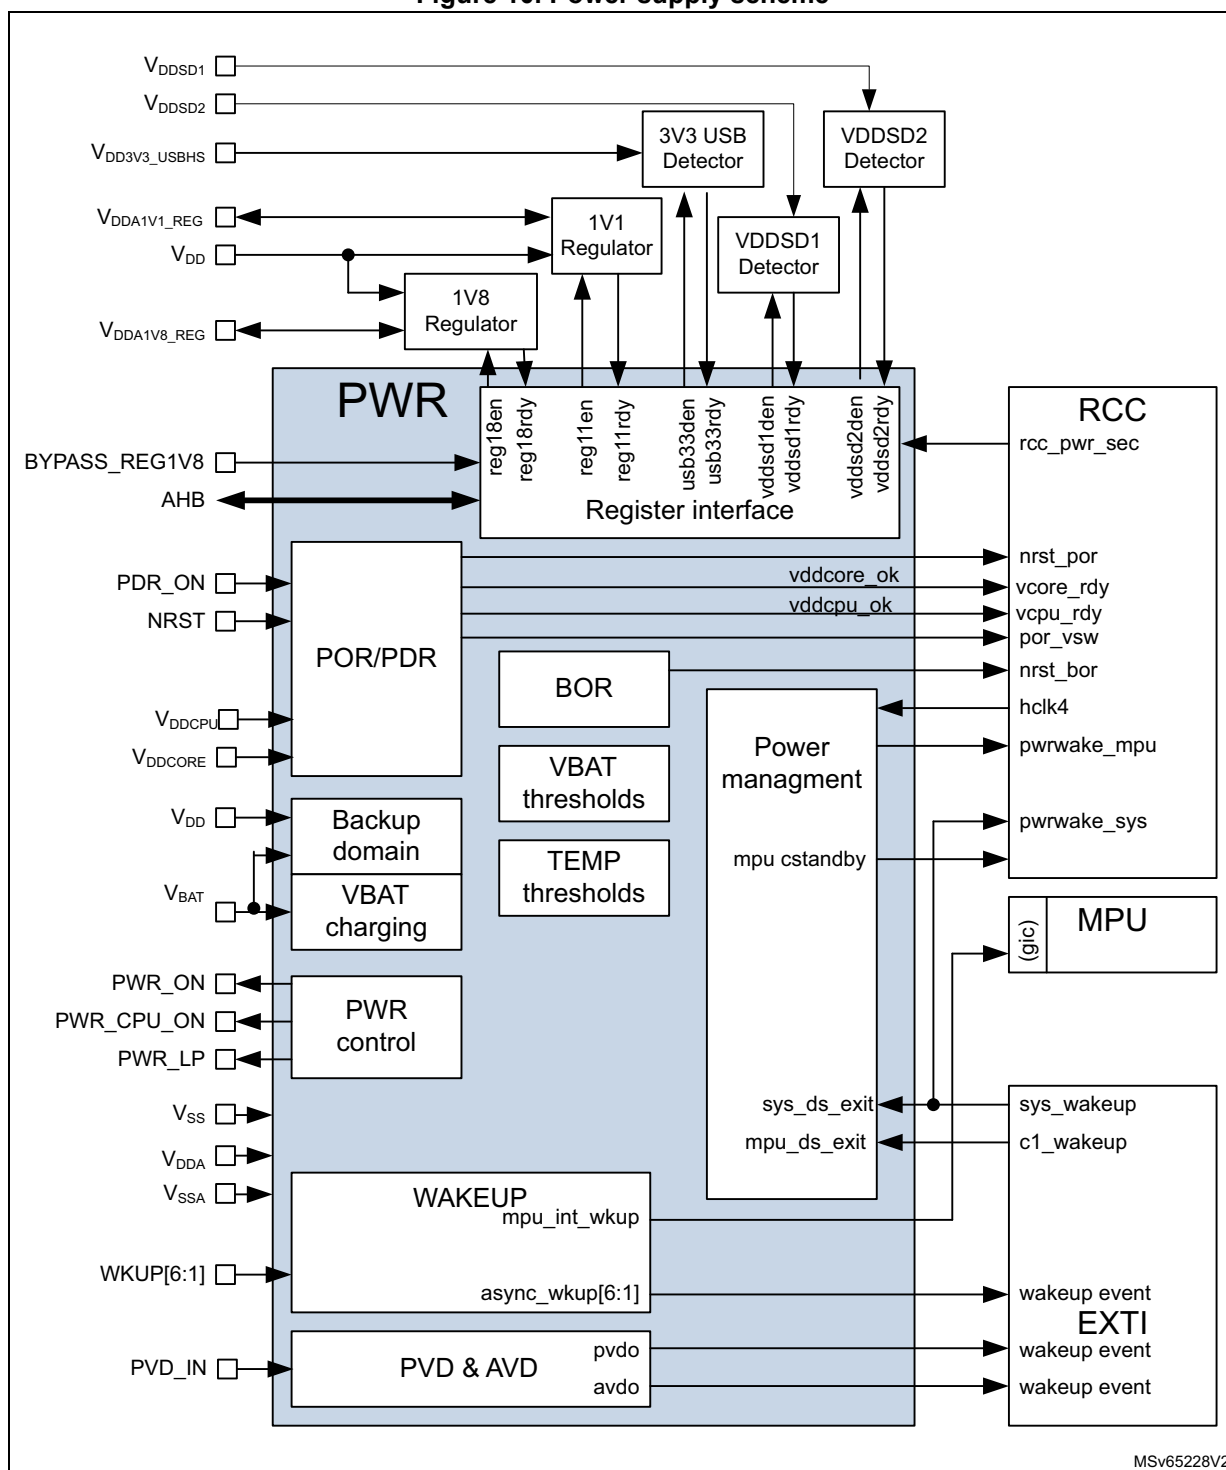 Figure 10. Power supply scheme
VDDSD1
VDDSD2
3V3 USB
Detector
VDDSD2
Detector
VDD3V3_USBHS
VDDA1V1_REG
1V1
Regulator
VDDSD1
Detector
VDD
1V8
Regulator
VDDA1V8_REG
PWR
reg18en
reg18rdy
reg11en
reg11rdy
usb33den
usb33rdy
vddsd1den
vddsd1rdy
vddsd2den
vddsd2rdy
Register interface
RCC
rcc_pwr_sec
BYPASS_REG1V8
AHB
PDR_ON
NRST
POR/PDR
vddcore_ok
vddcpu_ok
nrst_por
vcore_rdy
vcpu_rdy
por_vsw
nrst_bor
hclk4
BOR
VDDCPU
VDDCORE
VBAT
thresholds
Power
managment
pwrwake_mpu
VDD
Backup
domain
TEMP
thresholds
mpu cstandby
pwrwake_sys
VBAT
VBAT
charging
MPU
(gic)
PWR_ON
PWR_CPU_ON
PWR_LP
PWR
control
VSS
VDDA
VSSA
sys_ds_exit
mpu_ds_exit
sys_wakeup
c1_wakeup
WAKEUP
mpu_int_wkup
WKUP[6:1]
async_wkup[6:1]
wakeup event
EXTI
PVD_IN
PVD & AVD
pvdo
avdo
wakeup event
wakeup event
MSv65228V2